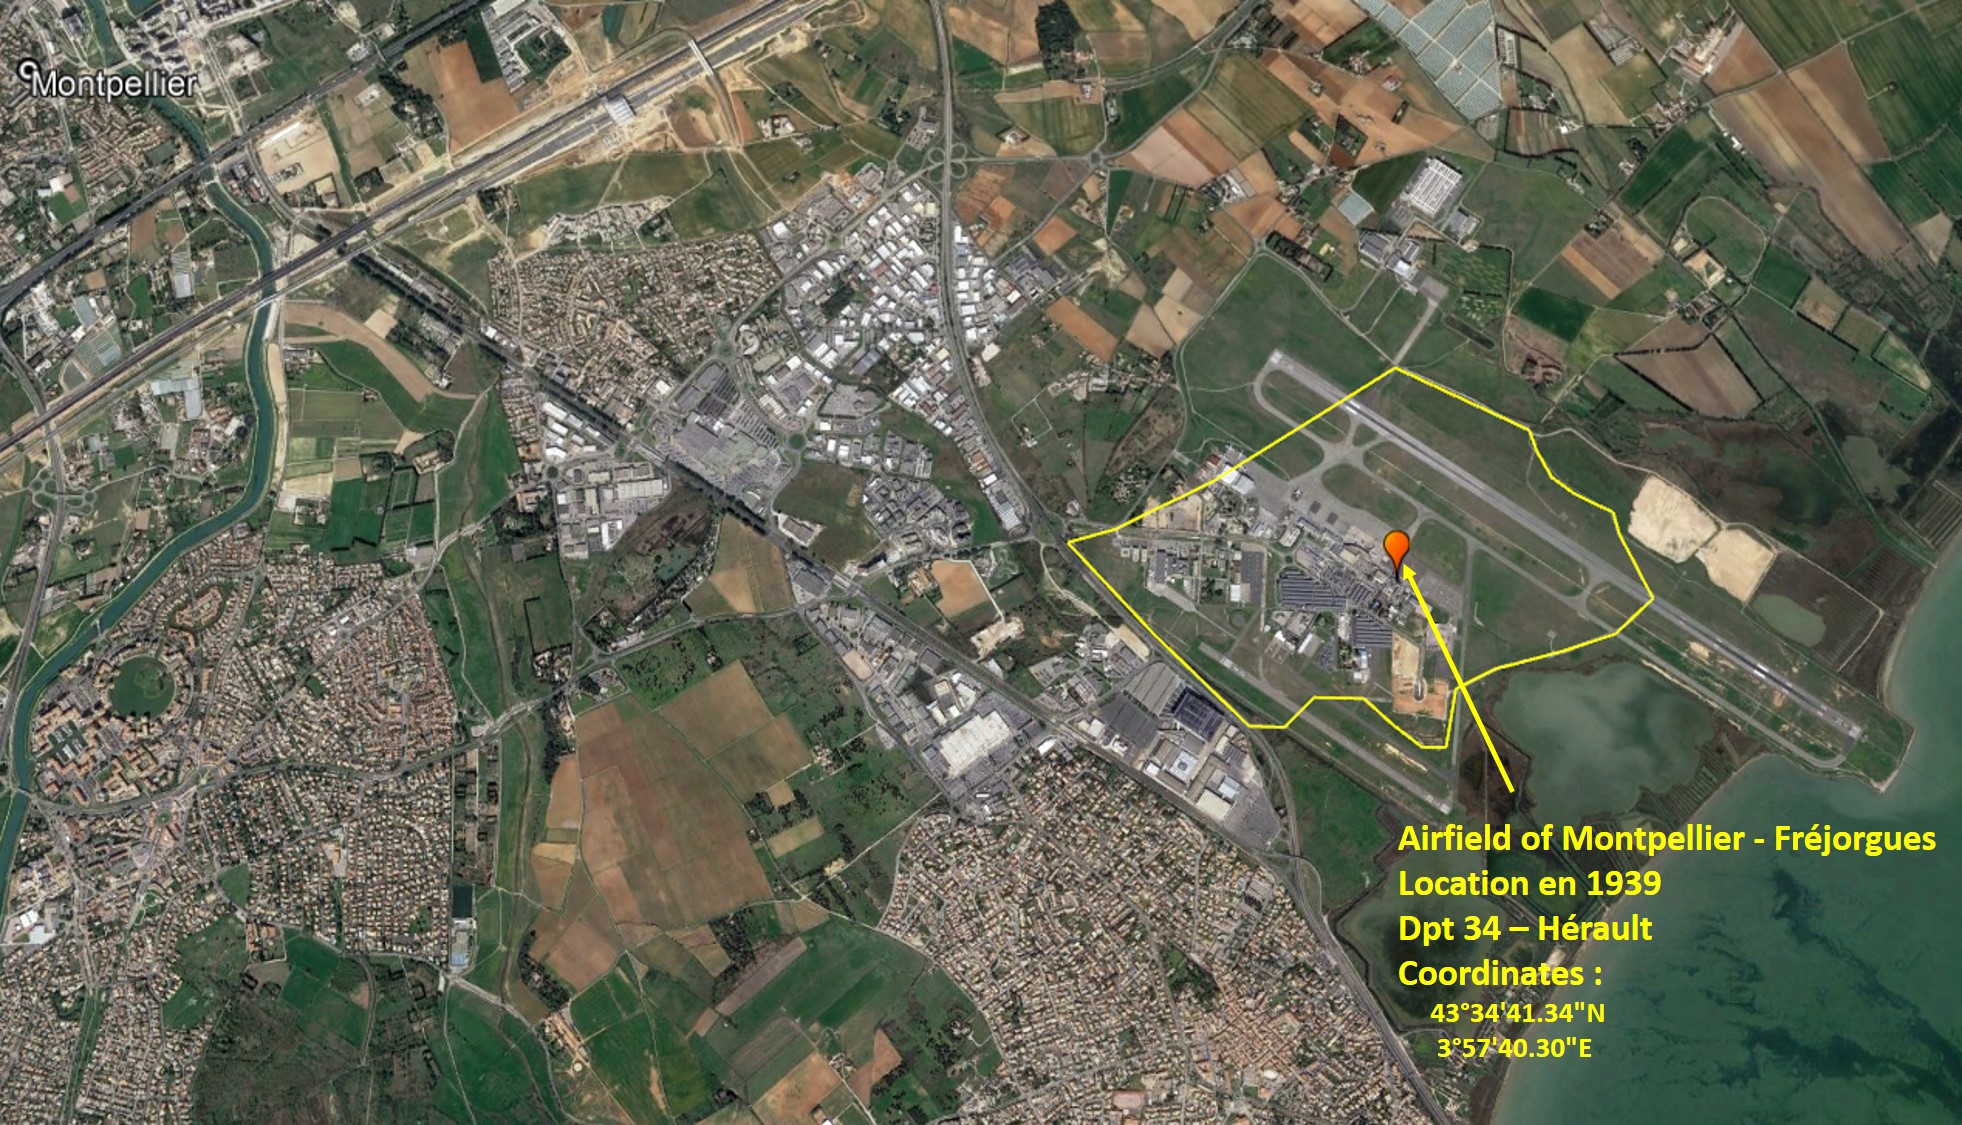 Montpellier
Airfield of Montpellier - Fréjorgues
Location en 1939
Dpt 34 – Hérault
Coordinates :
43°34'41.34"N
3°57'40.30"E